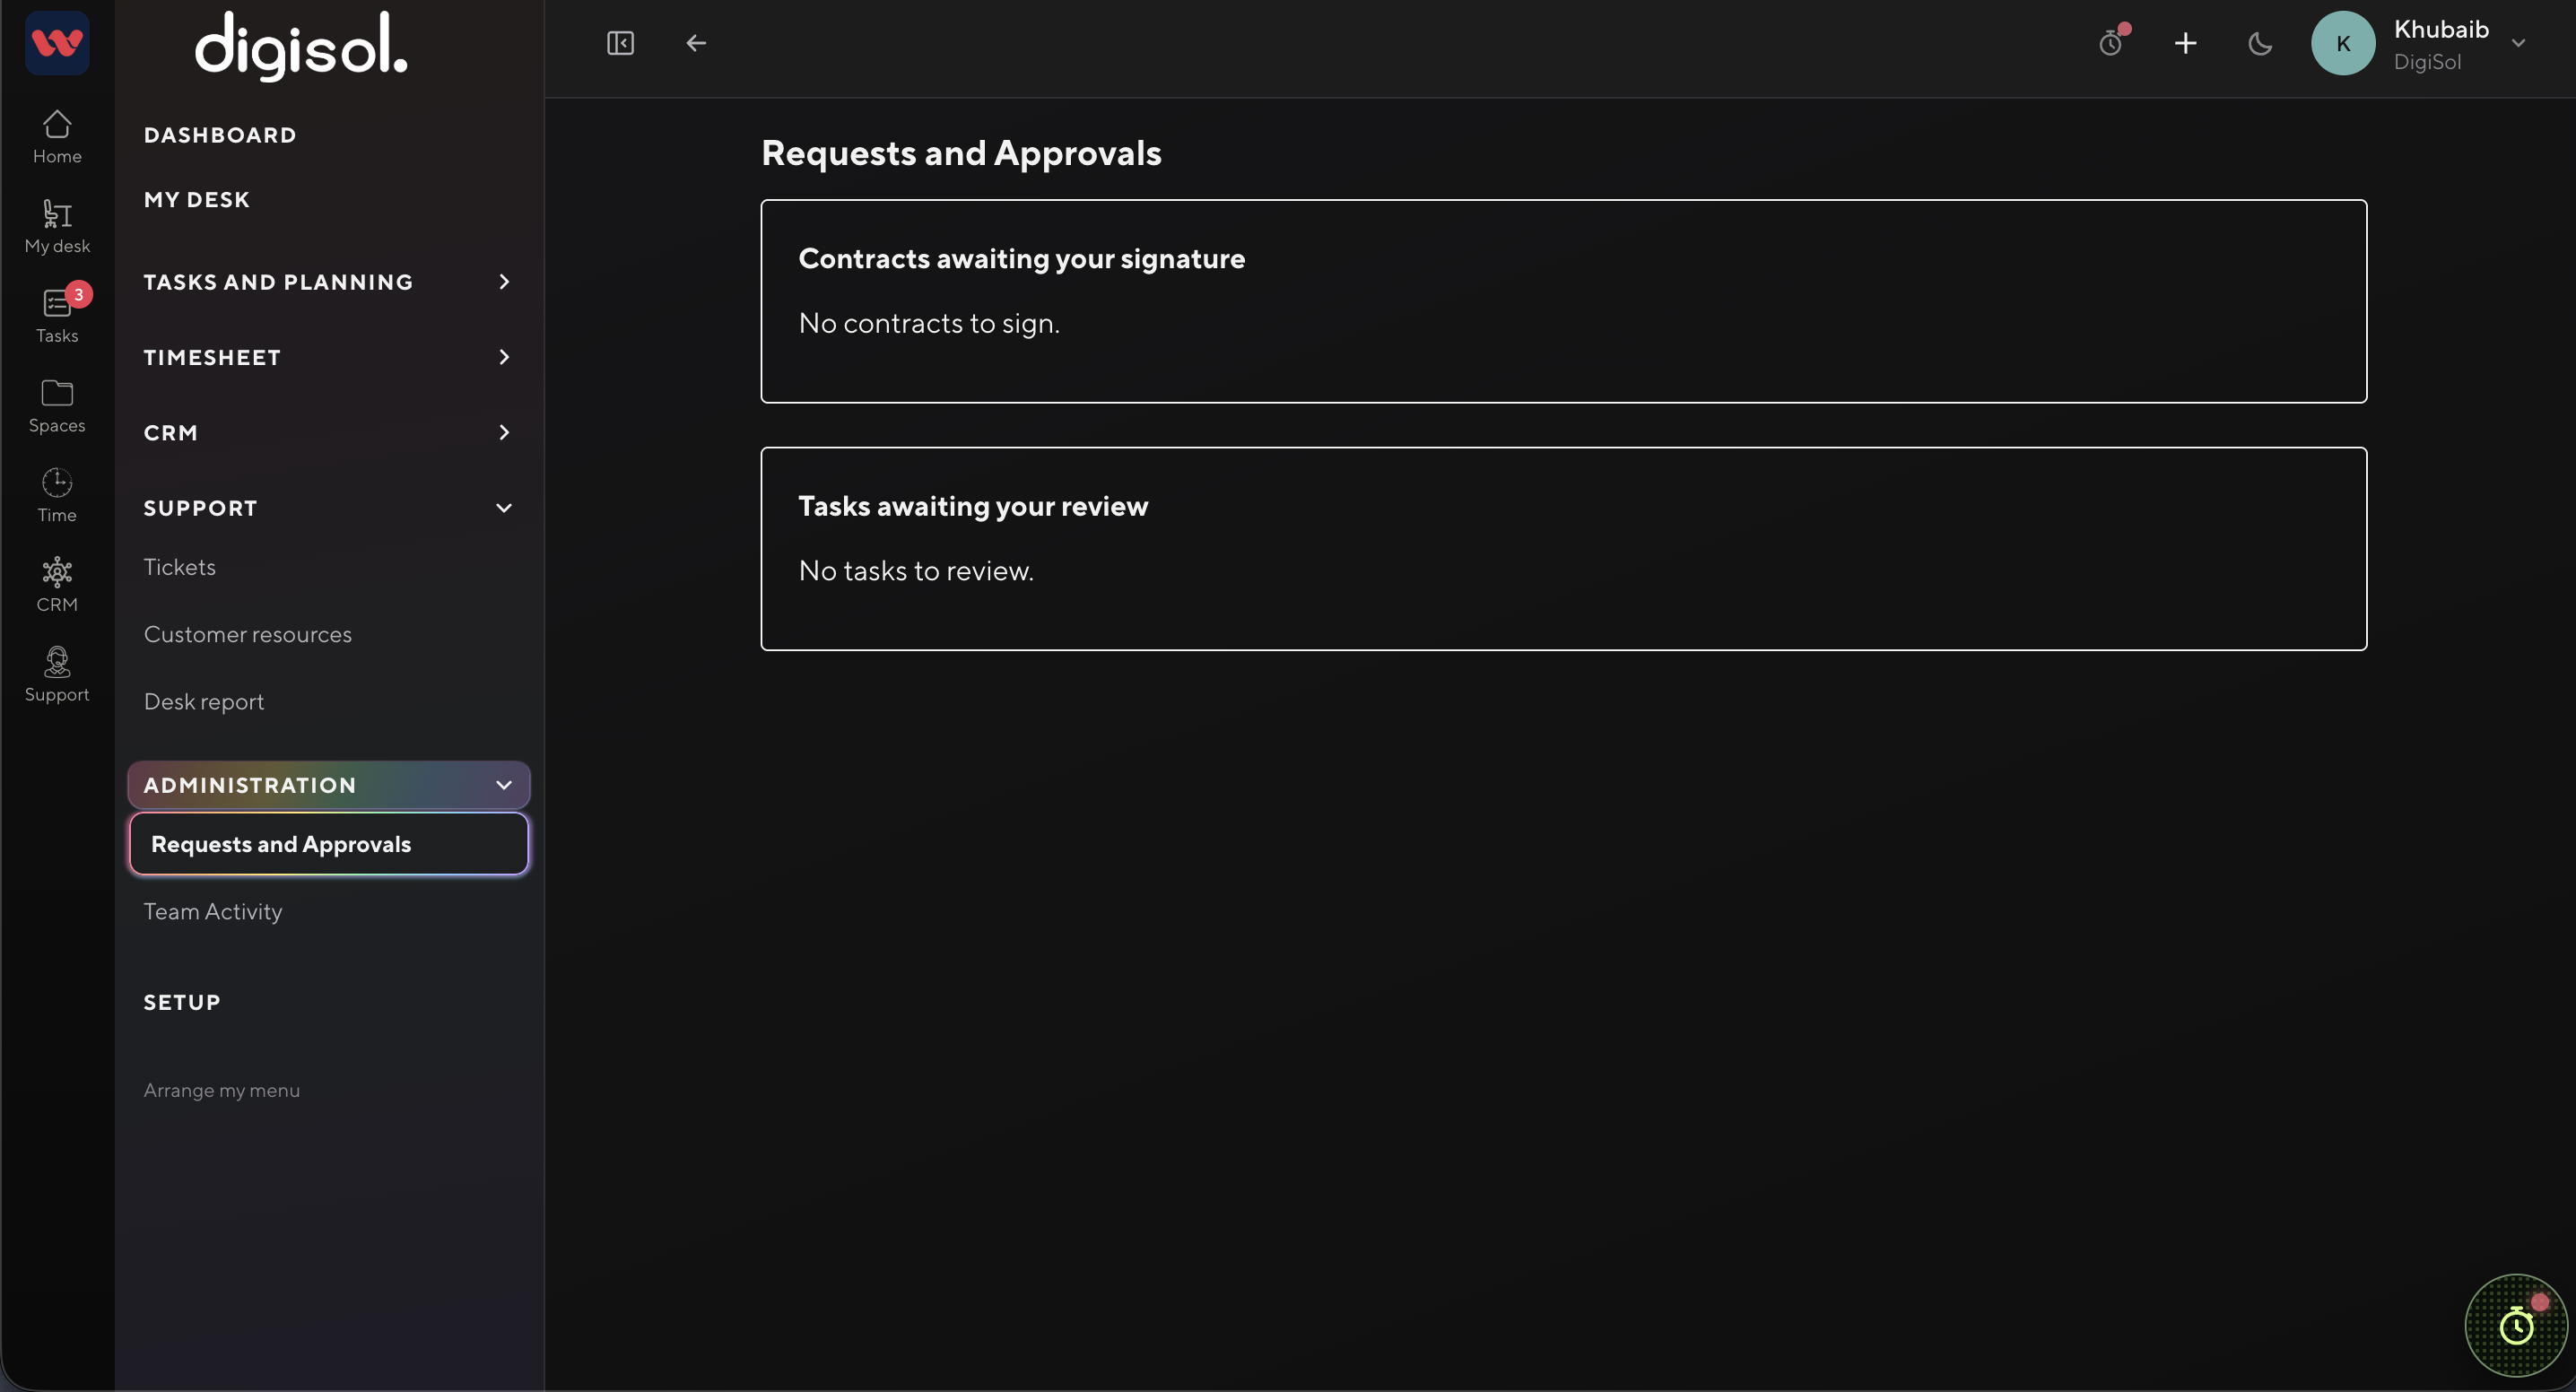 digisol.
Home
My desk
3
Tasks
Spaces
Time
CRM
Support
DASHBOARD
MY DESK
TASKS AND PLANNING
TIMESHEET
CRM
SUPPORT
Tickets
Customer resources
Desk report
ADMINISTRATION
Requests and Approvals
Team Activity
SETUP
Arrange my menu
K
Khubaib
DigiSol
Requests and Approvals
Contracts awaiting your signature
No contracts to sign.
Tasks awaiting your review
No tasks to review.